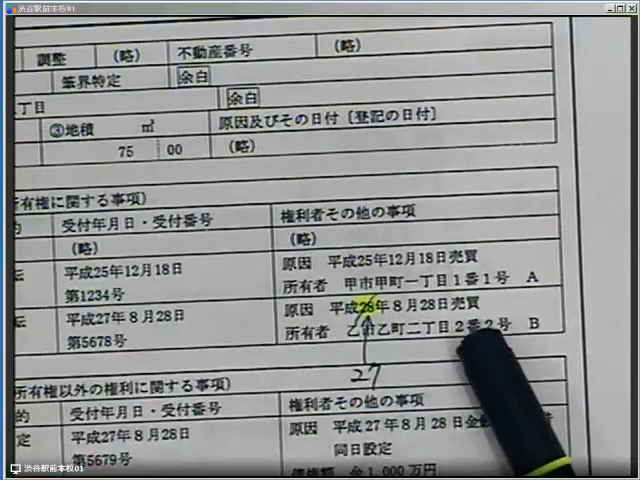 渋谷駅前本校01
調整 (略) 不動産番号 (略)
筆界特定 余白
丁目 余白
③地積 ㎡ 原因及びその日付〔登記の日付〕
75 00 (略)
所有権に関する事項)
的 受付年月日・受付番号 権利者その他の事項
(略) (略)
転 平成25年12月18日 原因 平成25年12月18日売買
第1234号 所有者 甲市甲町一丁目1番1号 A
転 平成27年8月28日 原因 平成28年8月28日売買
第5678号 所有者 乙 乙町二丁目2番2号 B
27
所有権以外の権利に関する事項)
的 受付年月日・受付番号 権利者その他の事項
定 平成27年8月28日 原因 平成27年8月28日金
第5679号 同日設定
債権額 金1,000万円
渋谷駅前本校01